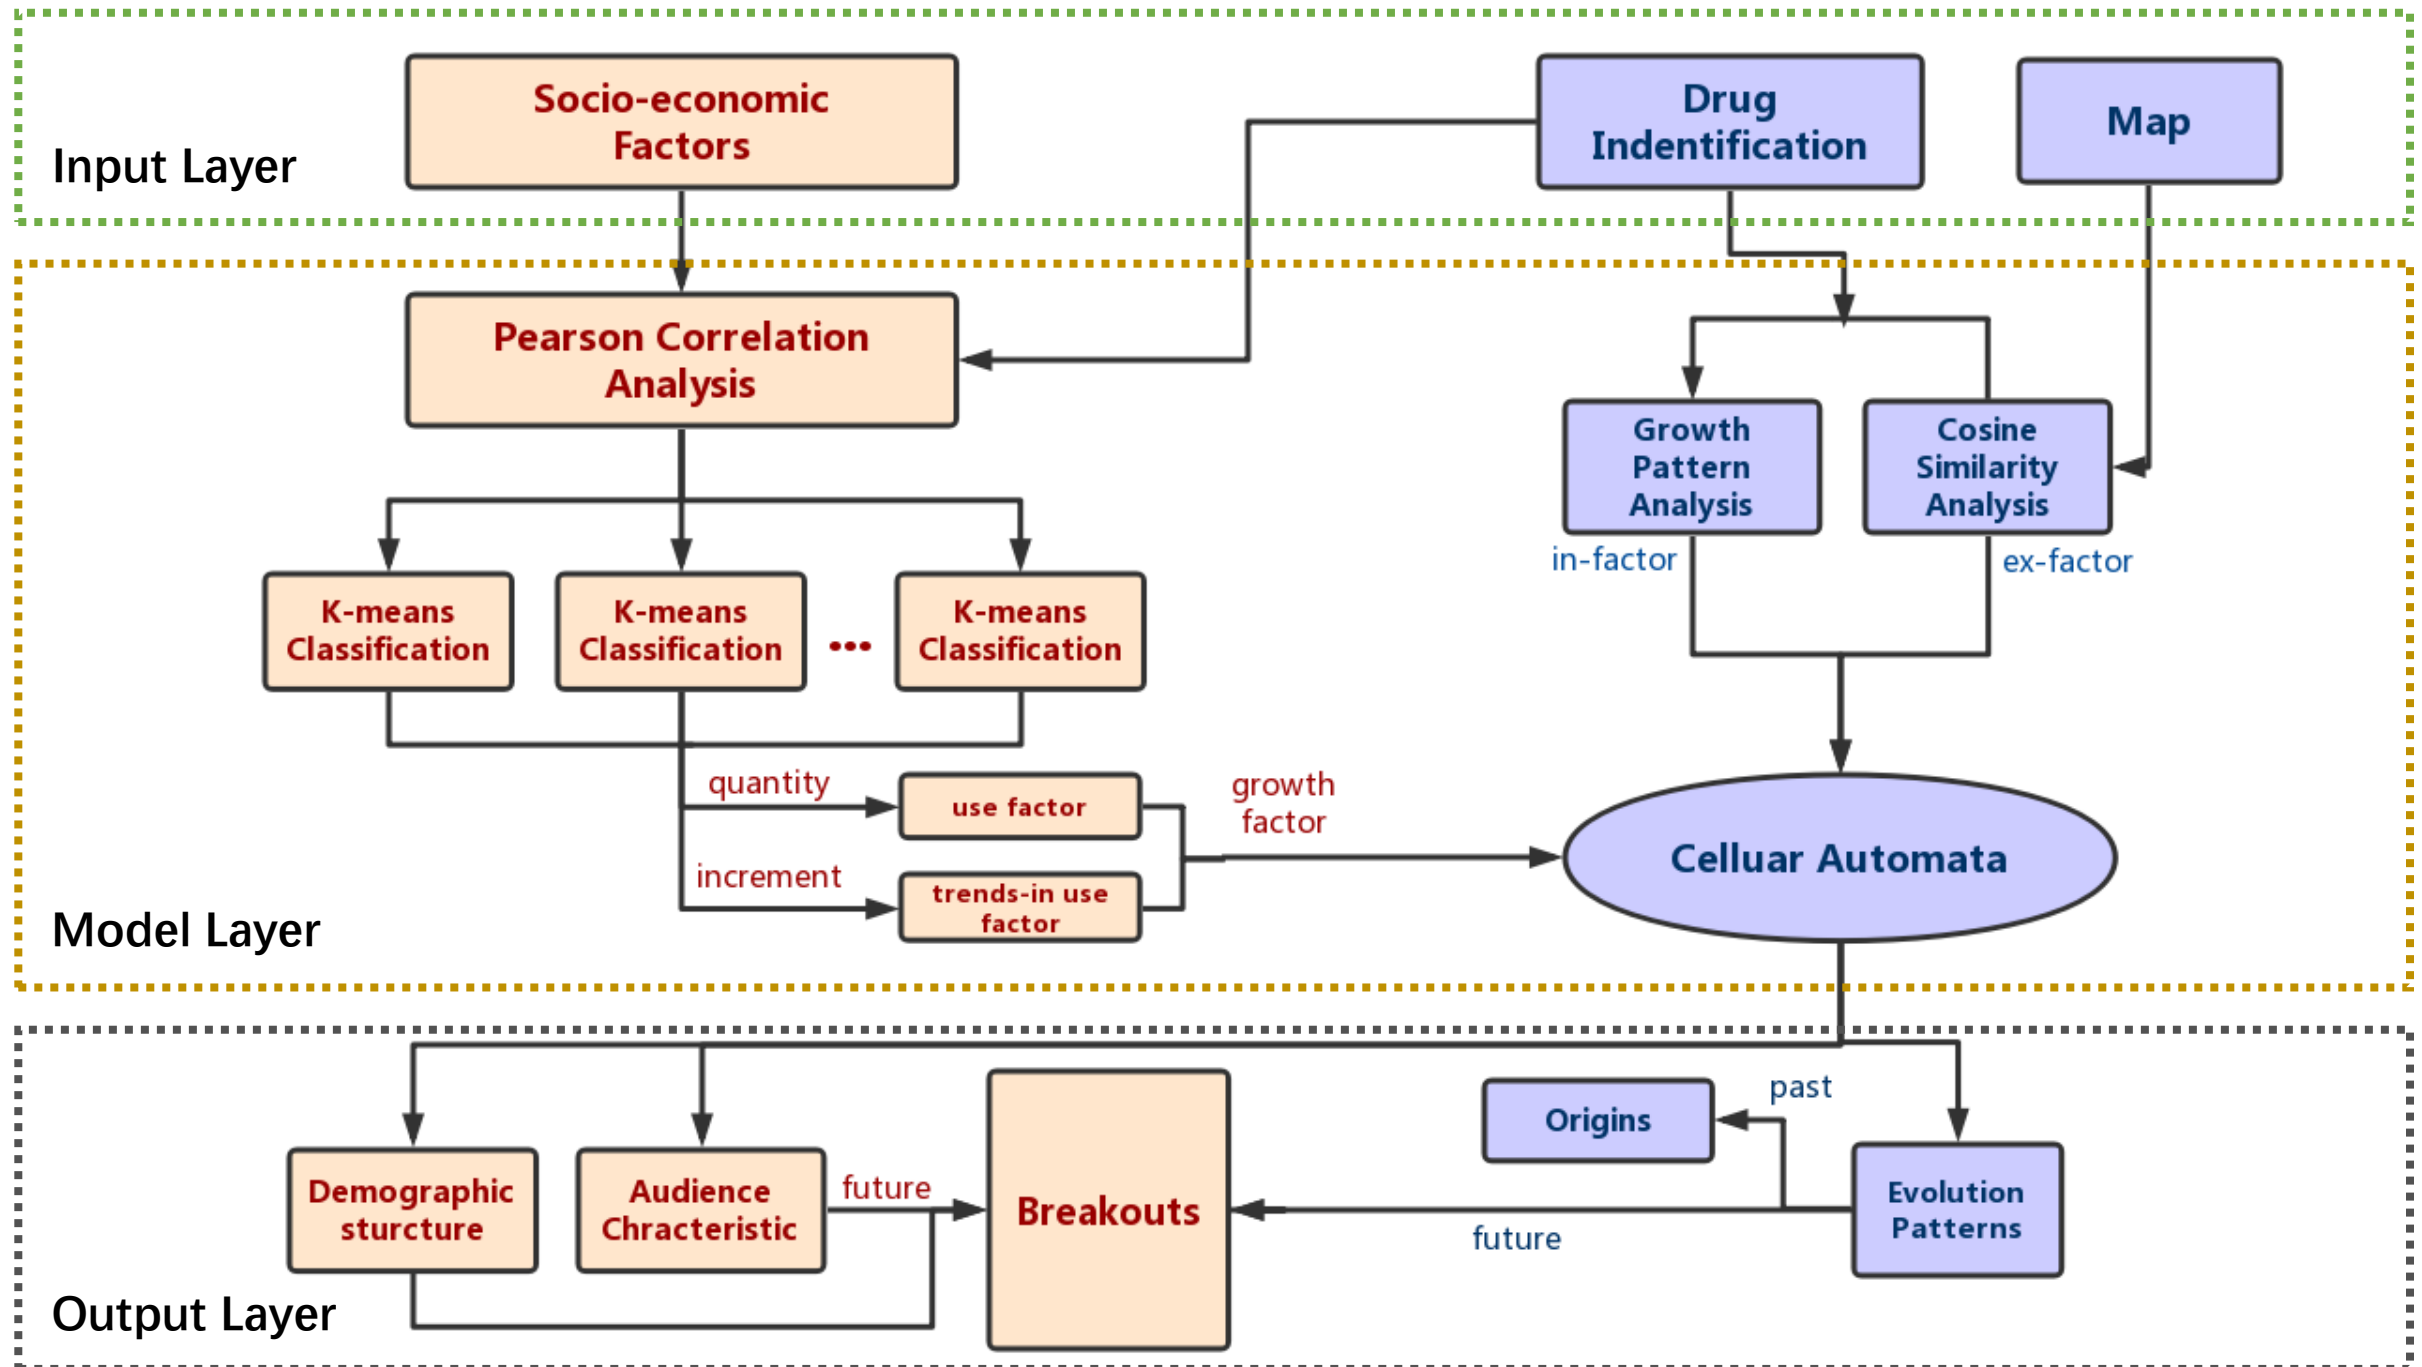 Socio-economic
Factors
Drug
Indentification
Map
Input Layer
Pearson Correlation
Analysis
Growth
Pattern
Analysis
Cosine
Similarity
Analysis
in-factor
ex-factor
K-means
Classification
K-means
Classification
...
K-means
Classification
quantity
use factor
growth
factor
increment
trends-in use
factor
Celluar Automata
Model Layer
Origins
past
Demographic
sturcture
Audience
Chracteristic
future
Breakouts
future
Evolution
Patterns
Output Layer